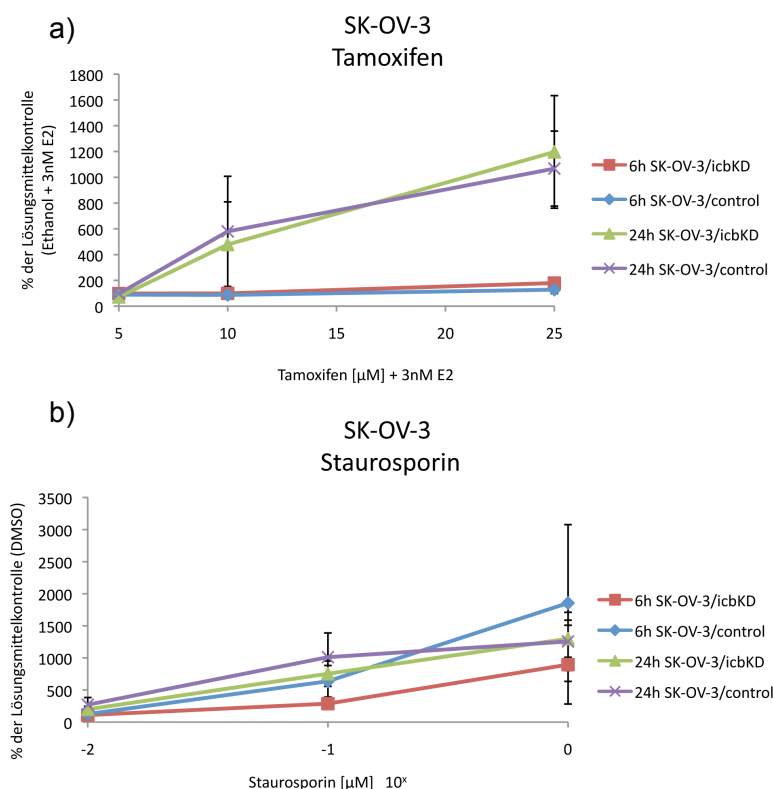 a)
SK-OV-3
Tamoxifen
% der Lösungsmittelkontrolle
(Ethanol + 3nM E2)
1800
1600
1400
1200
1000
800
600
400
200
0
5
10
15
20
25
Tamoxifen [µM] + 3nM E2
6h SK-OV-3/icbKD
6h SK-OV-3/control
24h SK-OV-3/icbKD
24h SK-OV-3/control
b)
SK-OV-3
Staurosporin
% der Lösungsmittelkontrolle (DMSO)
3500
3000
2500
2000
1500
1000
500
0
-2
-1
0
Staurosporin [µM] 10ˣ
6h SK-OV-3/icbKD
6h SK-OV-3/control
24h SK-OV-3/icbKD
24h SK-OV-3/control